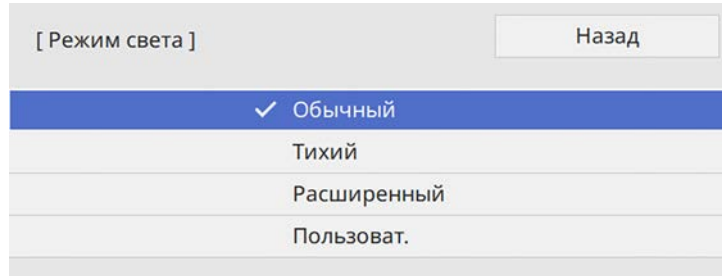 [ Режим света ]
Назад
✓ Обычный
Тихий
Расширенный
Пользоват.